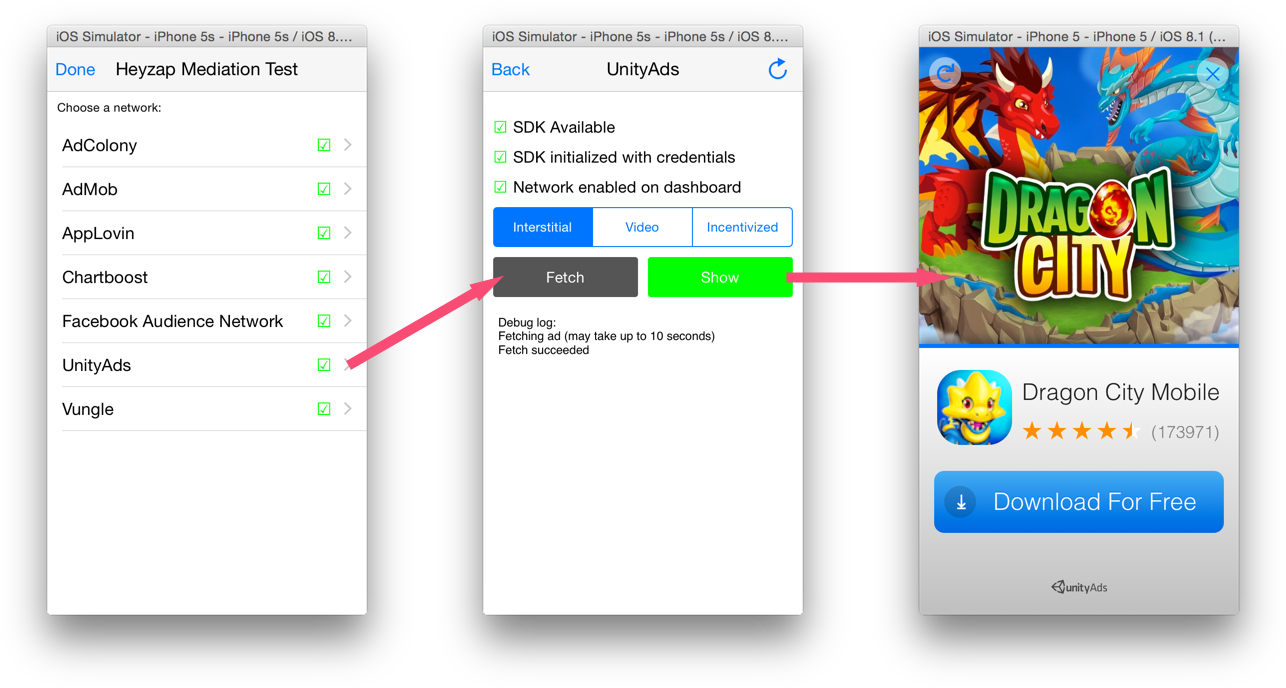 iOS Simulator - iPhone 5s - iPhone 5s / iOS 8....
Done Heyzap Mediation Test
Choose a network:
AdColony
AdMob
AppLovin
Chartboost
Facebook Audience Network
UnityAds
Vungle
iOS Simulator - iPhone 5s - iPhone 5s / iOS 8....
Back UnityAds
SDK Available
SDK initialized with credentials
Network enabled on dashboard
Interstitial Video Incentivized
Fetch Show
Debug log:
Fetching ad (may take up to 10 seconds)
Fetch succeeded
iOS Simulator - iPhone 5 - iPhone 5 / iOS 8.1 (...
DRAGON
CITY
Dragon City Mobile
(173971)
Download For Free
unityAds